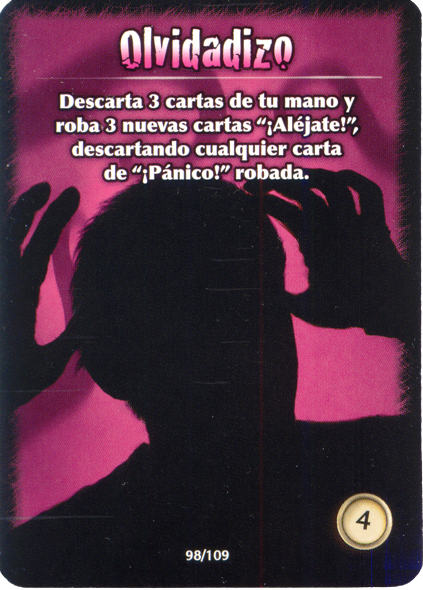 Olvidadizo
Descarta 3 cartas de tu mano y
roba 3 nuevas cartas “¡Aléjate!”,
descartando cualquier carta
de “¡Pánico!” robada.
4
98/109